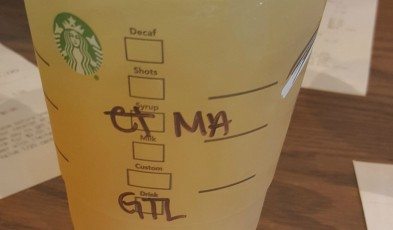 Decaf
Shots
Syrup
CT MA
Milk
Custom
Drink
GTL